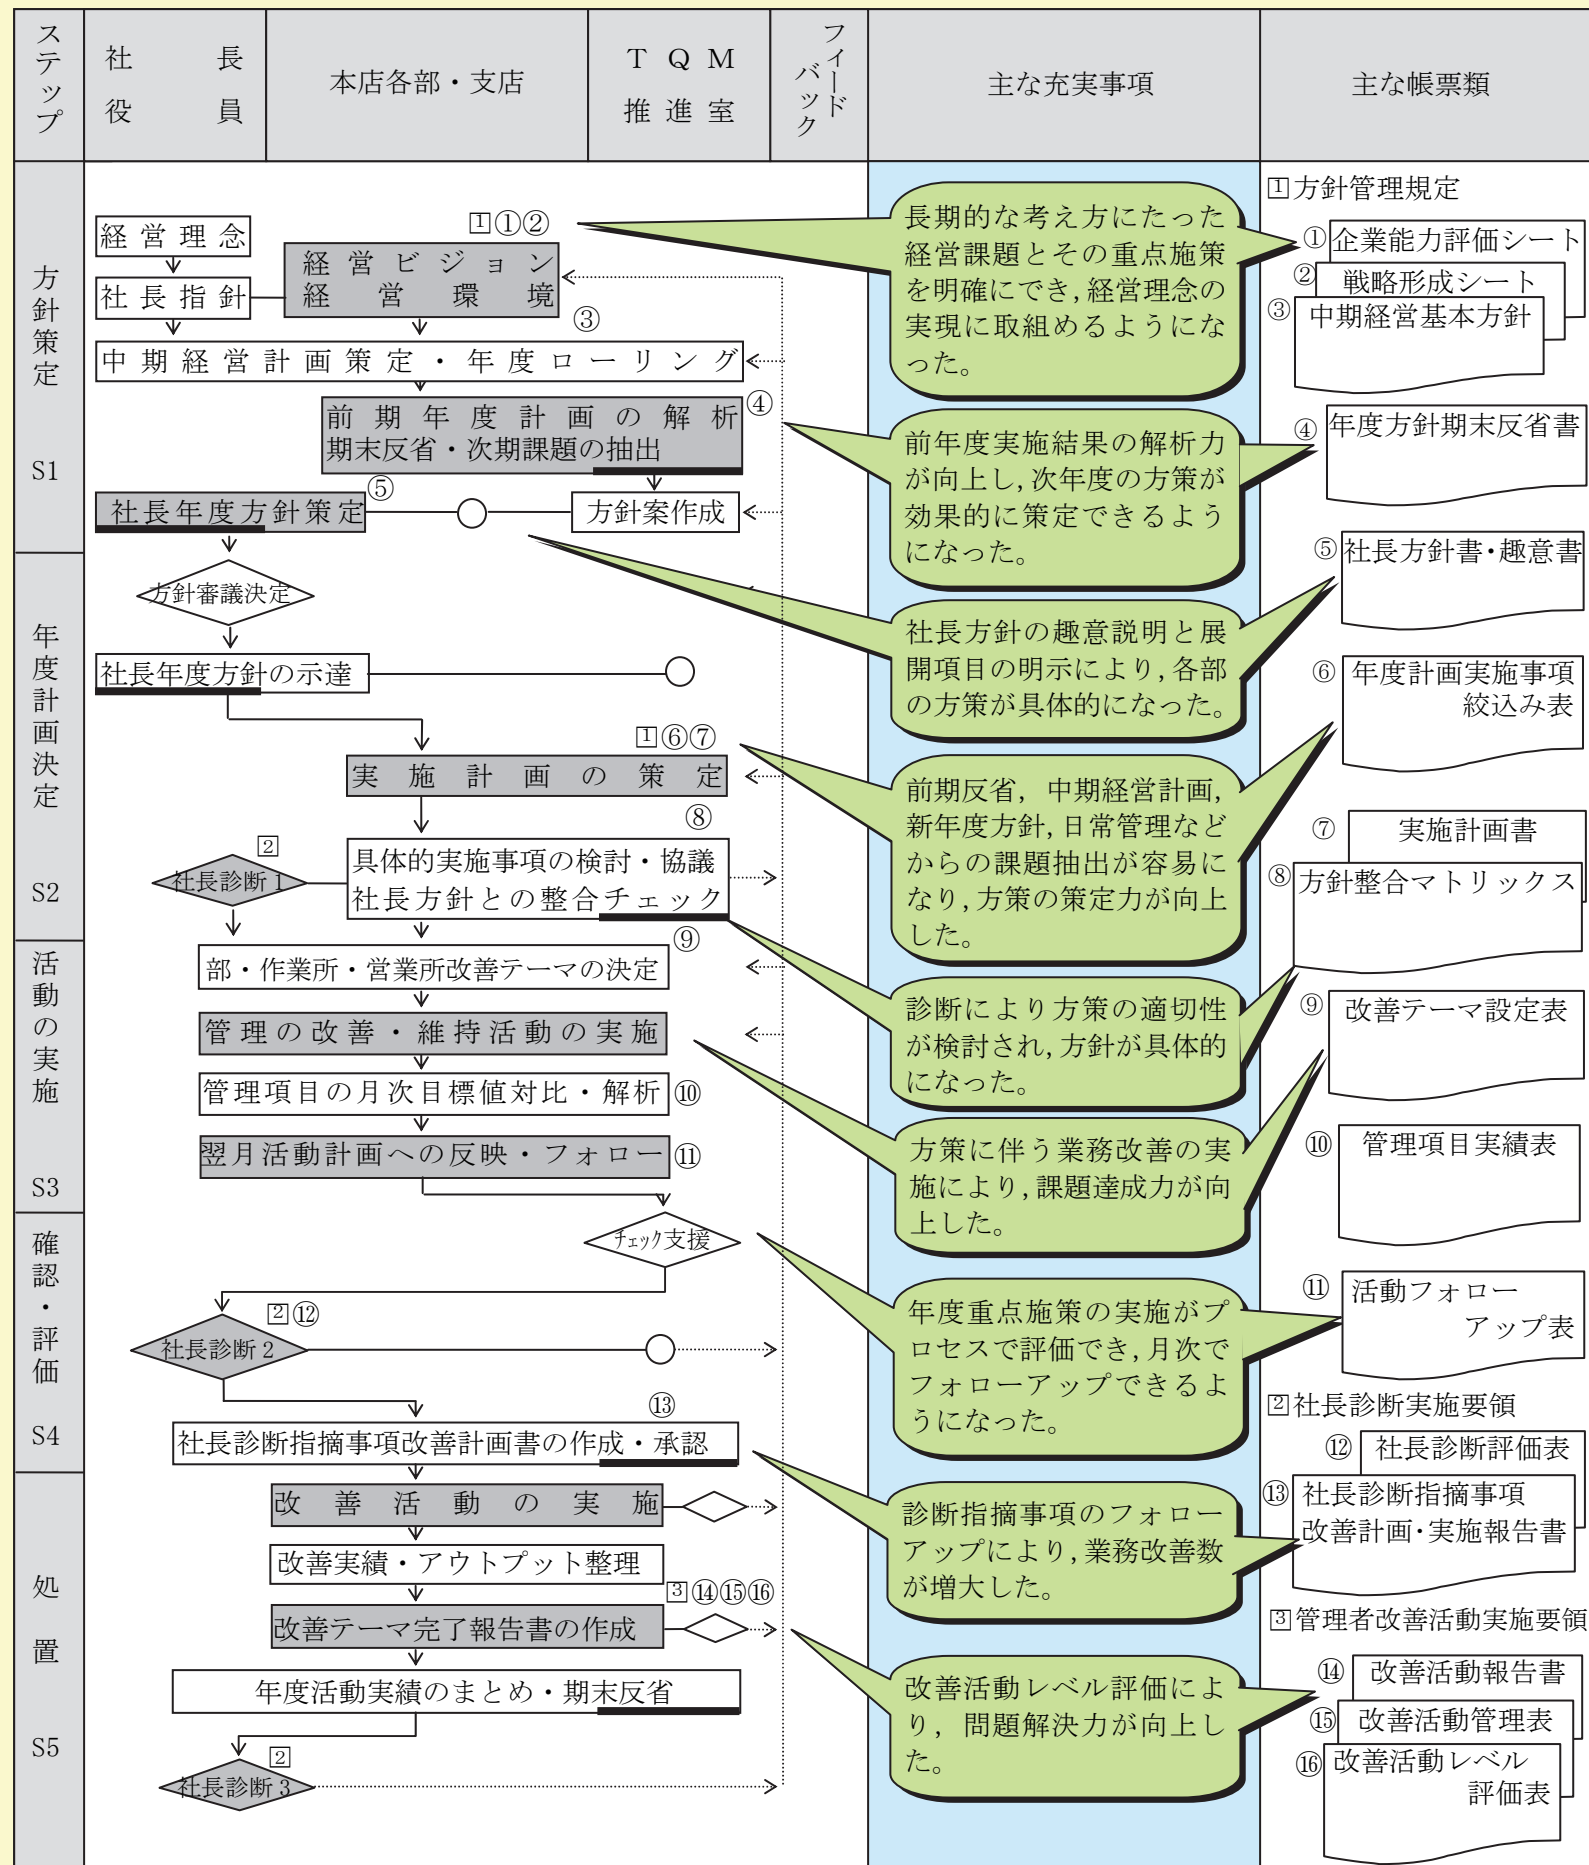 ステップ
社長
役員
本店各部・支店
ＴＱＭ
推進室
フィード
バック
主な充実事項
主な帳票類
方針策定
S1
年度計画決定
S2
活動の実施
S3
確認・評価
S4
処置
S5
経営理念
社長指針
1①②
経営ビジョン
経営環境
③
中期経営計画策定・年度ローリング
前期年度計画の解析
期末反省・次期課題の抽出
④
⑤
社長年度方針策定
方針案作成
方針審議決定
社長年度方針の示達
1⑥⑦
実施計画の策定
⑧
2
社長診断1
具体的実施事項の検討・協議
社長方針との整合チェック
⑨
部・作業所・営業所改善テーマの決定
管理の改善・維持活動の実施
管理項目の月次目標値対比・解析
⑩
翌月活動計画への反映・フォロー
⑪
ﾁｪｯｸ支援
2⑫
社長診断2
⑬
社長診断指摘事項改善計画書の作成・承認
改善活動の実施
改善実績・アウトプット整理
3⑭⑮⑯
改善テーマ完了報告書の作成
年度活動実績のまとめ・期末反省
2
社長診断3
長期的な考え方にたった
経営課題とその重点施策
を明確にでき,経営理念の
実現に取組めるようにな
った。
前年度実施結果の解析力
が向上し,次年度の方策が
効果的に策定できるよう
になった。
社長方針の趣意説明と展
開項目の明示により,各部
の方策が具体的になった。
前期反省, 中期経営計画,
新年度方針,日常管理など
からの課題抽出が容易に
なり,方策の策定力が向上
した。
診断により方策の適切性
が検討され,方針が具体的
になった。
方策に伴う業務改善の実
施により,課題達成力が向
上した。
年度重点施策の実施がプ
ロセスで評価でき,月次で
フォローアップできるよ
うになった。
診断指摘事項のフォロー
アップにより,業務改善数
が増大した。
改善活動レベル評価によ
り, 問題解決力が向上し
た。
1方針管理規定
①企業能力評価シート
②戦略形成シート
③中期経営基本方針
④年度方針期末反省書
⑤社長方針書・趣意書
⑥年度計画実施事項
絞込み表
⑦実施計画書
⑧方針整合マトリックス
⑨改善テーマ設定表
⑩管理項目実績表
⑪活動フォロー
アップ表
2社長診断実施要領
⑫社長診断評価表
⑬社長診断指摘事項
改善計画・実施報告書
3管理者改善活動実施要領
⑭改善活動報告書
⑮改善活動管理表
⑯改善活動レベル
評価表